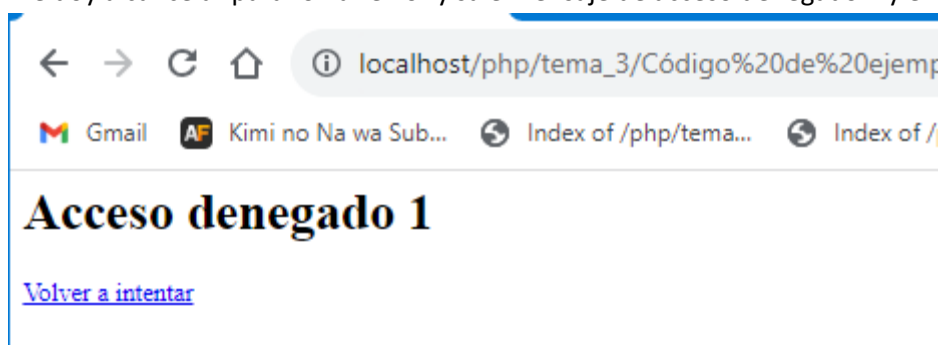 localhost/php/tema_3/Código%20de%20ejemp
Gmail AF Kimi no Na wa Sub... Index of /php/tema... Index of /
Acceso denegado 1
Volver a intentar